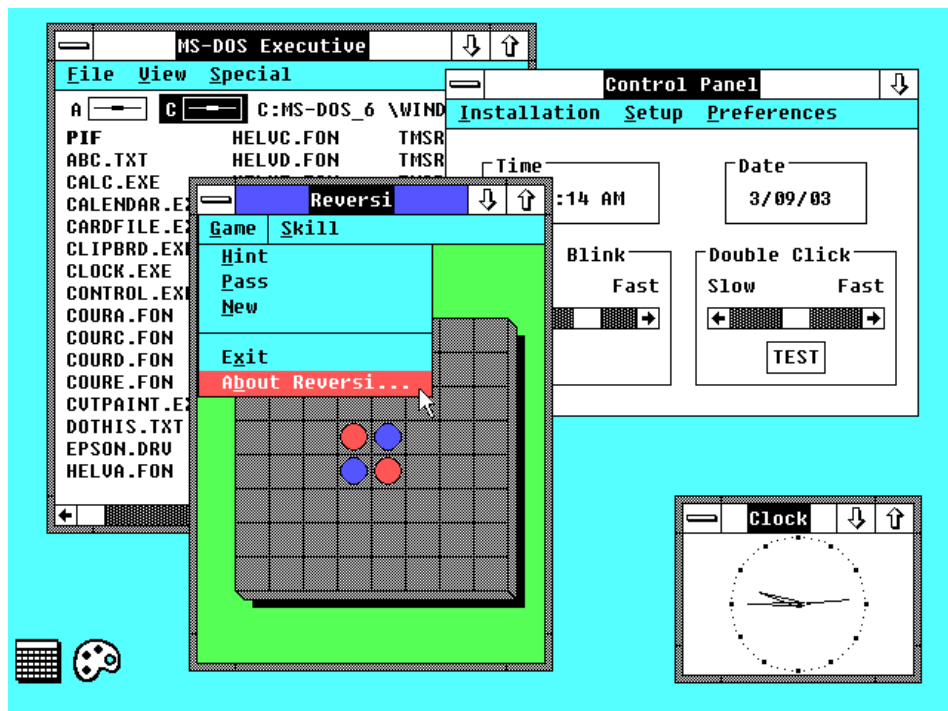 MS-DOS Executive
File View Special
A C C:MS-DOS_6 \WIND
PIF HELVC.FON TMSR
ABC.TXT HELVD.FON TMSR
CALC.EXE
CALENDAR.E
CARDFILE.E
CLIPBRD.EX
CLOCK.EXE
CONTROL.EX
COURA.FON
COURC.FON
COURD.FON
COURE.FON
CVTPAINT.E
DOTHIS.TXT
EPSON.DRV
HELVA.FON
Control Panel
Installation Setup Preferences
Time
:14 AM
Date
3/09/03
Blink
Fast
Double Click
Slow Fast
TEST
Reversi
Game Skill
Hint
Pass
New
Exit
About Reversi...
Clock